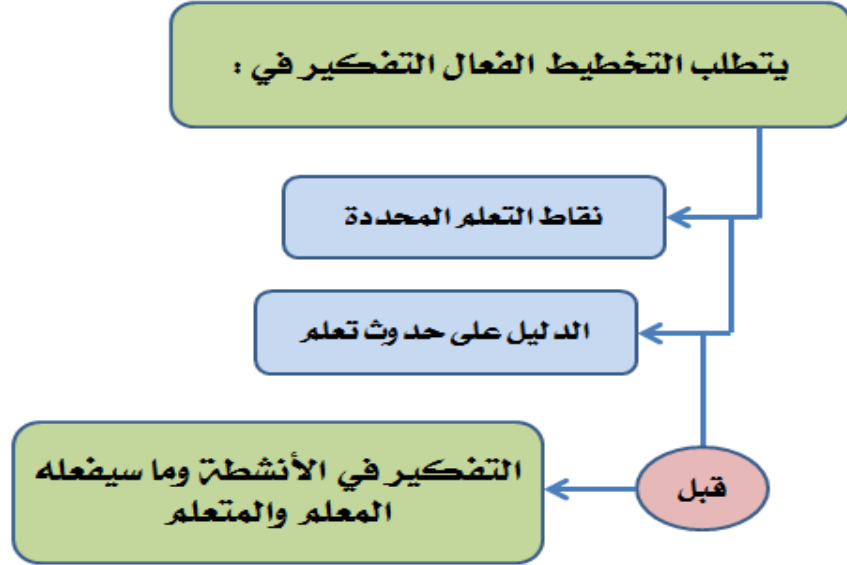 يتطلب التخطيط الفعال التفكير في :
نقاط التعلم المحددة
الدليل على حدوث تعلم
قبل
التفكير في الأنشطة وما سيفعله
المعلم والمتعلم